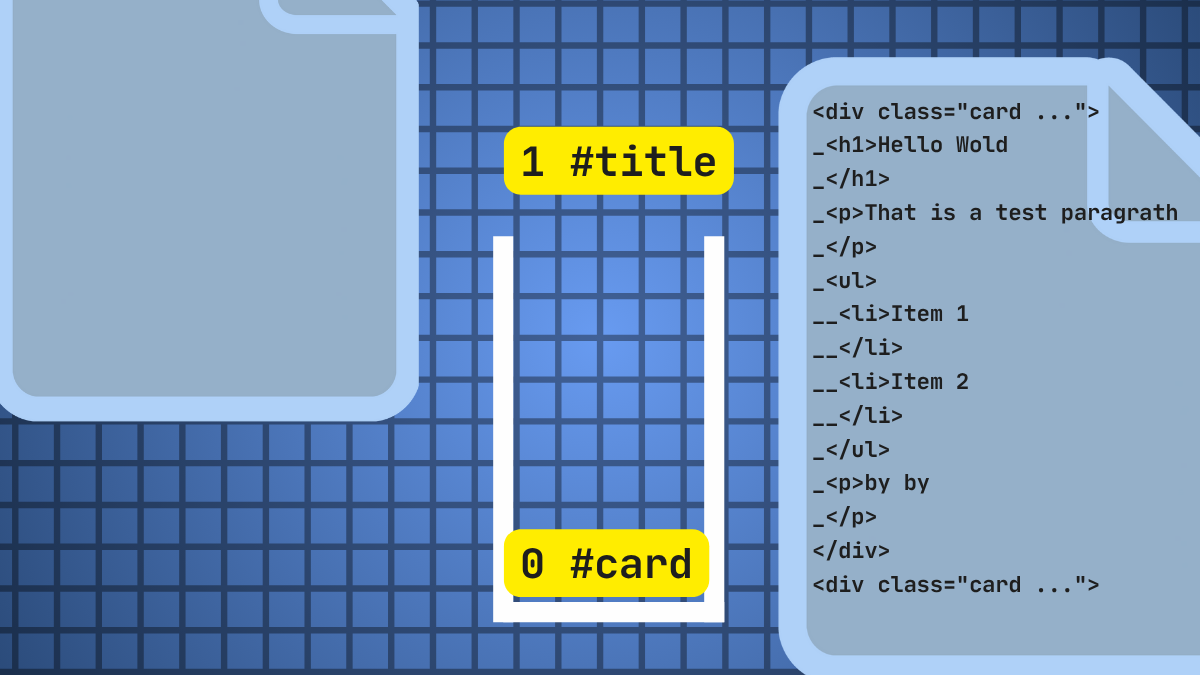 1 #title
0 #card
<div class="card ...">
_<h1>Hello Wold
_</h1>
_<p>That is a test paragrath
_</p>
_<ul>
__<li>Item 1
__</li>
__<li>Item 2
__</li>
_</ul>
_<p>by by
_</p>
</div>
<div class="card ...">